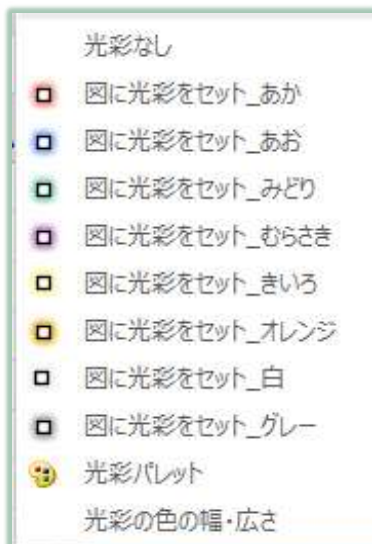 光彩なし
図に光彩をセット_あか
図に光彩をセット_あお
図に光彩をセット_みどり
図に光彩をセット_むらさき
図に光彩をセット_きいろ
図に光彩をセット_オレンジ
図に光彩をセット_白
図に光彩をセット_グレー
光彩パレット
光彩の色の幅・広さ